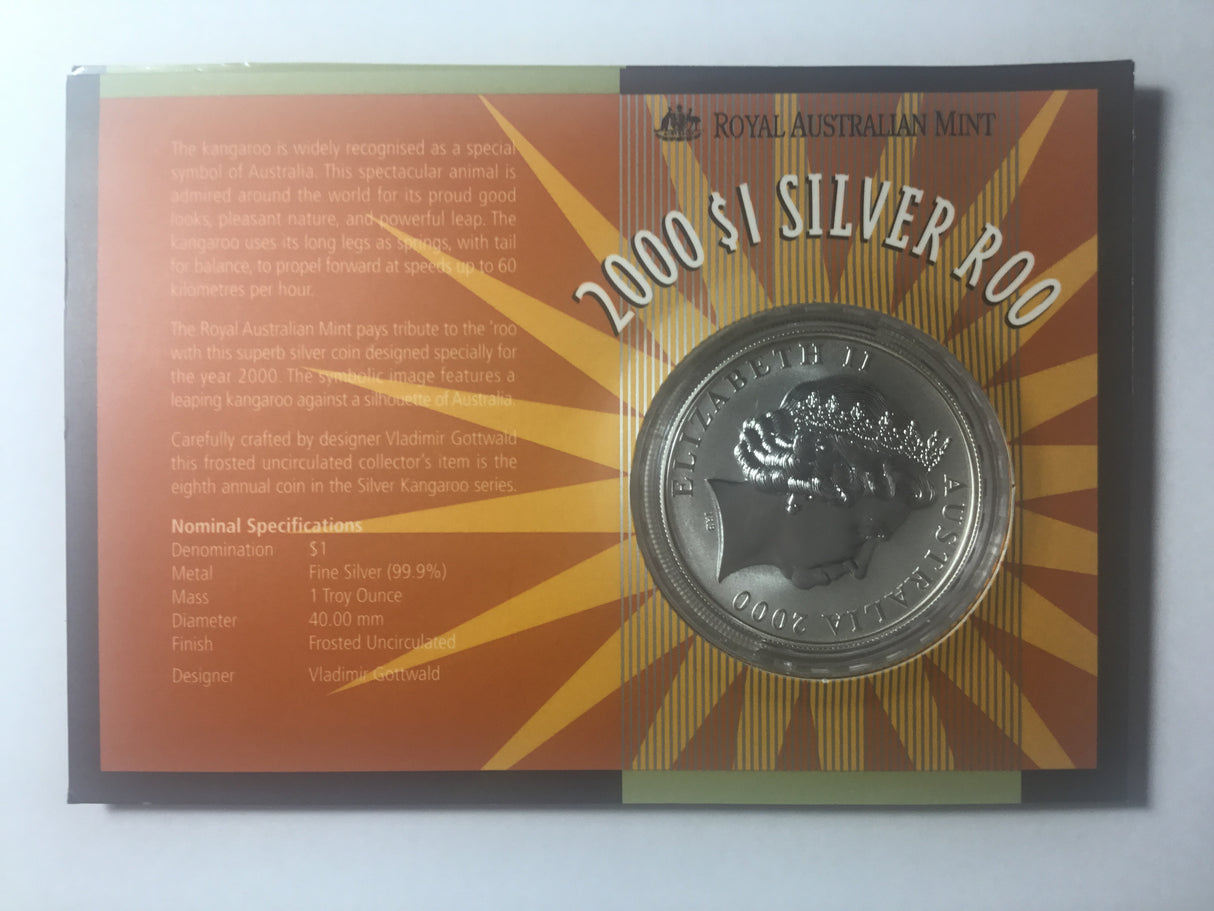 The kangaroo is widely recognised as a special
symbol of Australia. This spectacular animal is
admired around the world for its proud good
looks, pleasant nature, and powerful leap. The
kangaroo uses its long legs as springs, with tail
for balance, to propel forward at speeds up to 60
kilometres per hour.
The Royal Australian Mint pays tribute to the 'roo
with this superb silver coin designed specially for
the year 2000. The symbolic image features a
leaping kangaroo against a silhouette of Australia.
Carefully crafted by designer Vladimir Gottwald
this frosted uncirculated collector's item is the
eighth annual coin in the Silver Kangaroo series.
Nominal Specifications
Denomination $1
Metal Fine Silver (99.9%)
Mass 1 Troy Ounce
Diameter 40.00 mm
Finish Frosted Uncirculated
Designer Vladimir Gottwald
ROYAL AUSTRALIAN MINT
2000 $1 SILVER ROO
ELIZABETH II
AUSTRALIA 2000